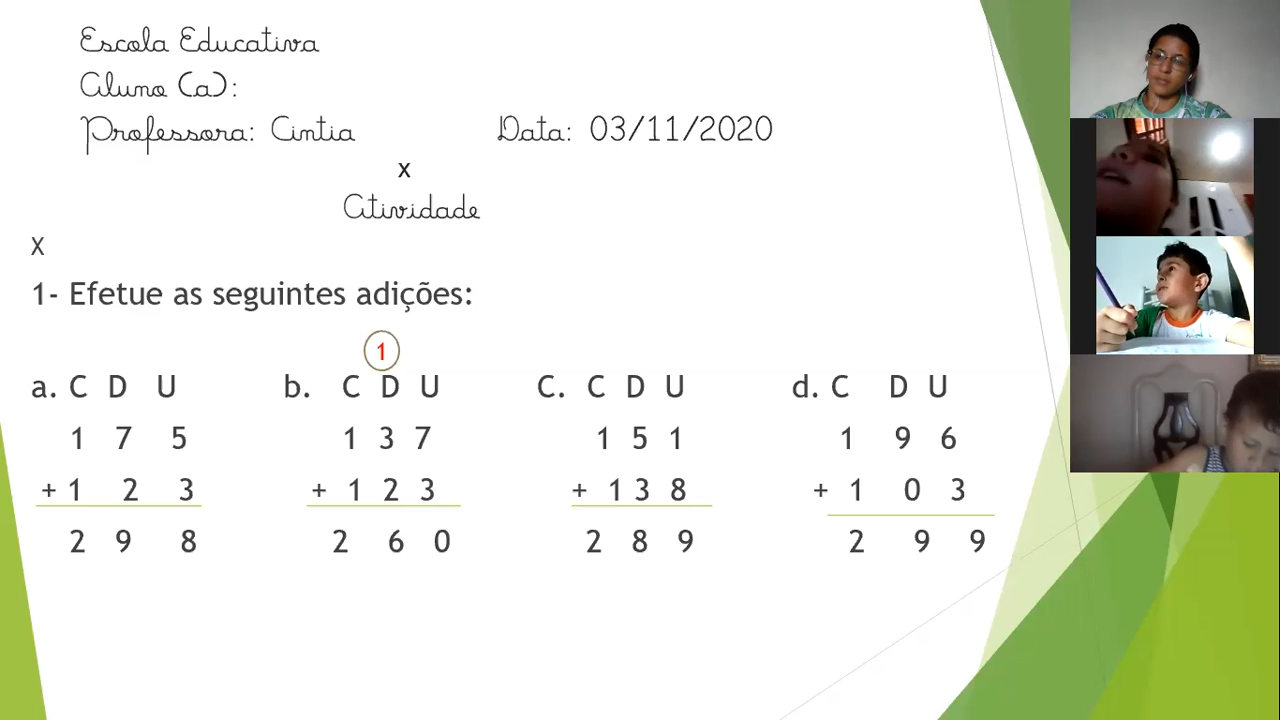 Escola Educativa
Aluno (a):
Professora: Cintia Data: 03/11/2020
x
Atividade
X
1- Efetue as seguintes adições:
1
a. C D U b. C D U C. C D U d. C D U
1 7 5 1 3 7 1 5 1 1 9 6
+ 1 2 3 + 1 2 3 + 1 3 8 + 1 0 3
2 9 8 2 6 0 2 8 9 2 9 9